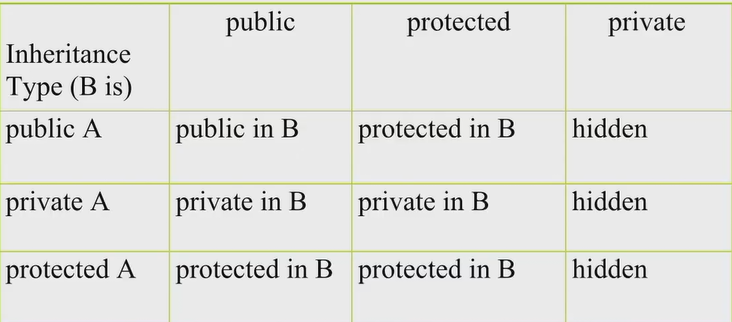 public protected private
Inheritance
Type (B is)
public A public in B protected in B hidden
private A private in B private in B hidden
protected A protected in B protected in B hidden